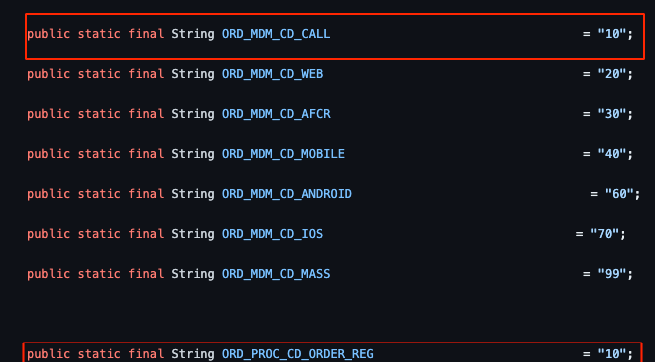 public static final String ORD_MDM_CD_CALL = "10";
public static final String ORD_MDM_CD_WEB = "20";
public static final String ORD_MDM_CD_AFCR = "30";
public static final String ORD_MDM_CD_MOBILE = "40";
public static final String ORD_MDM_CD_ANDROID = "60";
public static final String ORD_MDM_CD_IOS = "70";
public static final String ORD_MDM_CD_MASS = "99";
public static final String ORD_PROC_CD_ORDER_REG = "10";